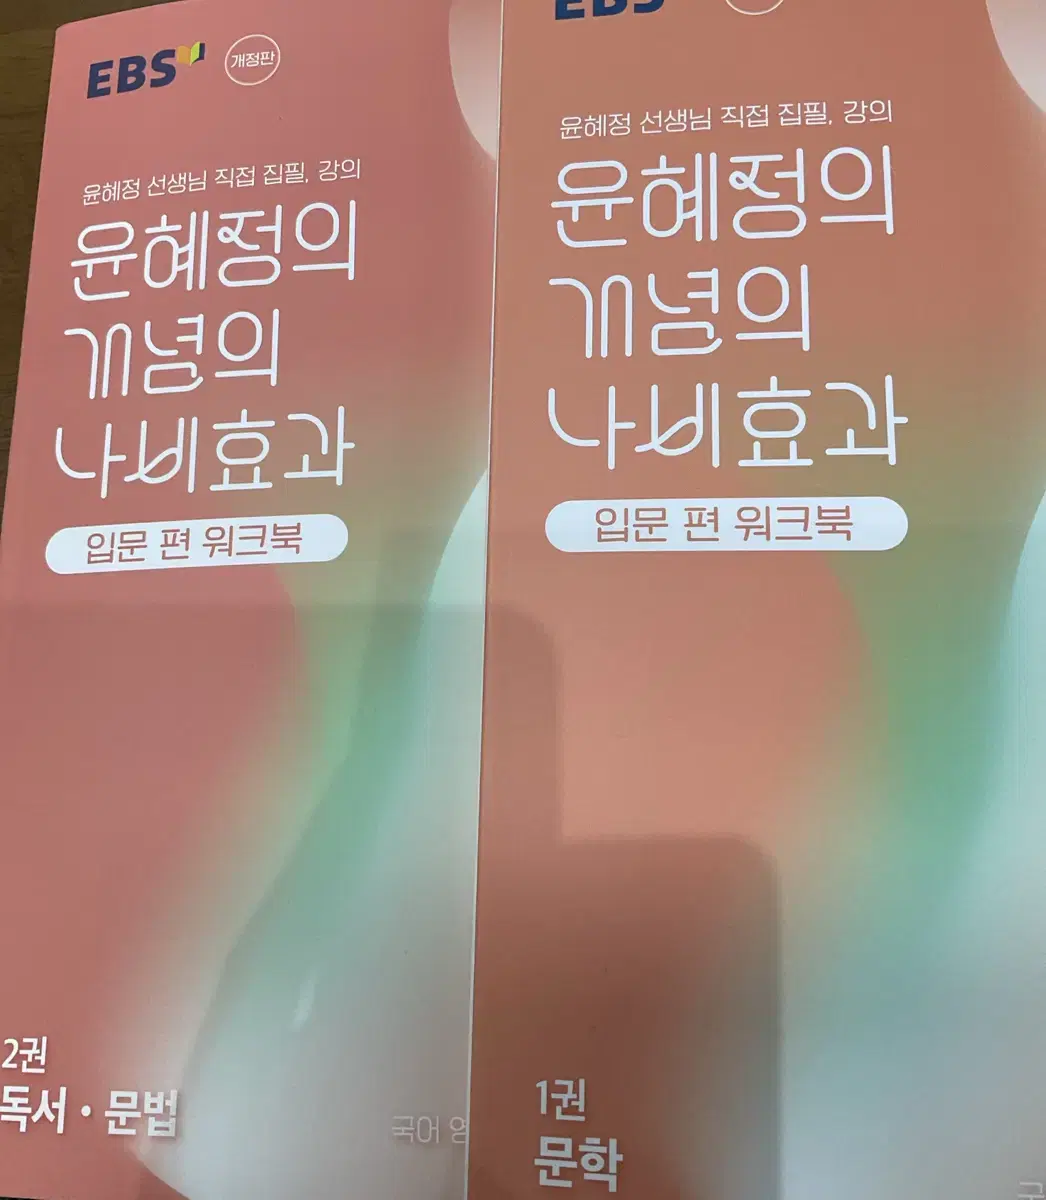 EBS 개정판
윤혜정 선생님 직접 집필, 강의
윤혜정의
개념의
나비효과
입문 편 워크북
2권
독서 · 문법
국어 영
EBS
윤혜정 선생님 직접 집필, 강의
윤혜정의
개념의
나비효과
입문 편 워크북
1권
문학